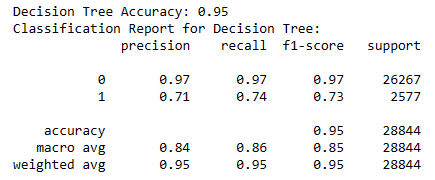 Decision Tree Accuracy: 0.95
Classification Report for Decision Tree:
precision recall f1-score support
0 0.97 0.97 0.97 26267
1 0.71 0.74 0.73 2577
accuracy 0.95 28844
macro avg 0.84 0.86 0.85 28844
weighted avg 0.95 0.95 0.95 28844